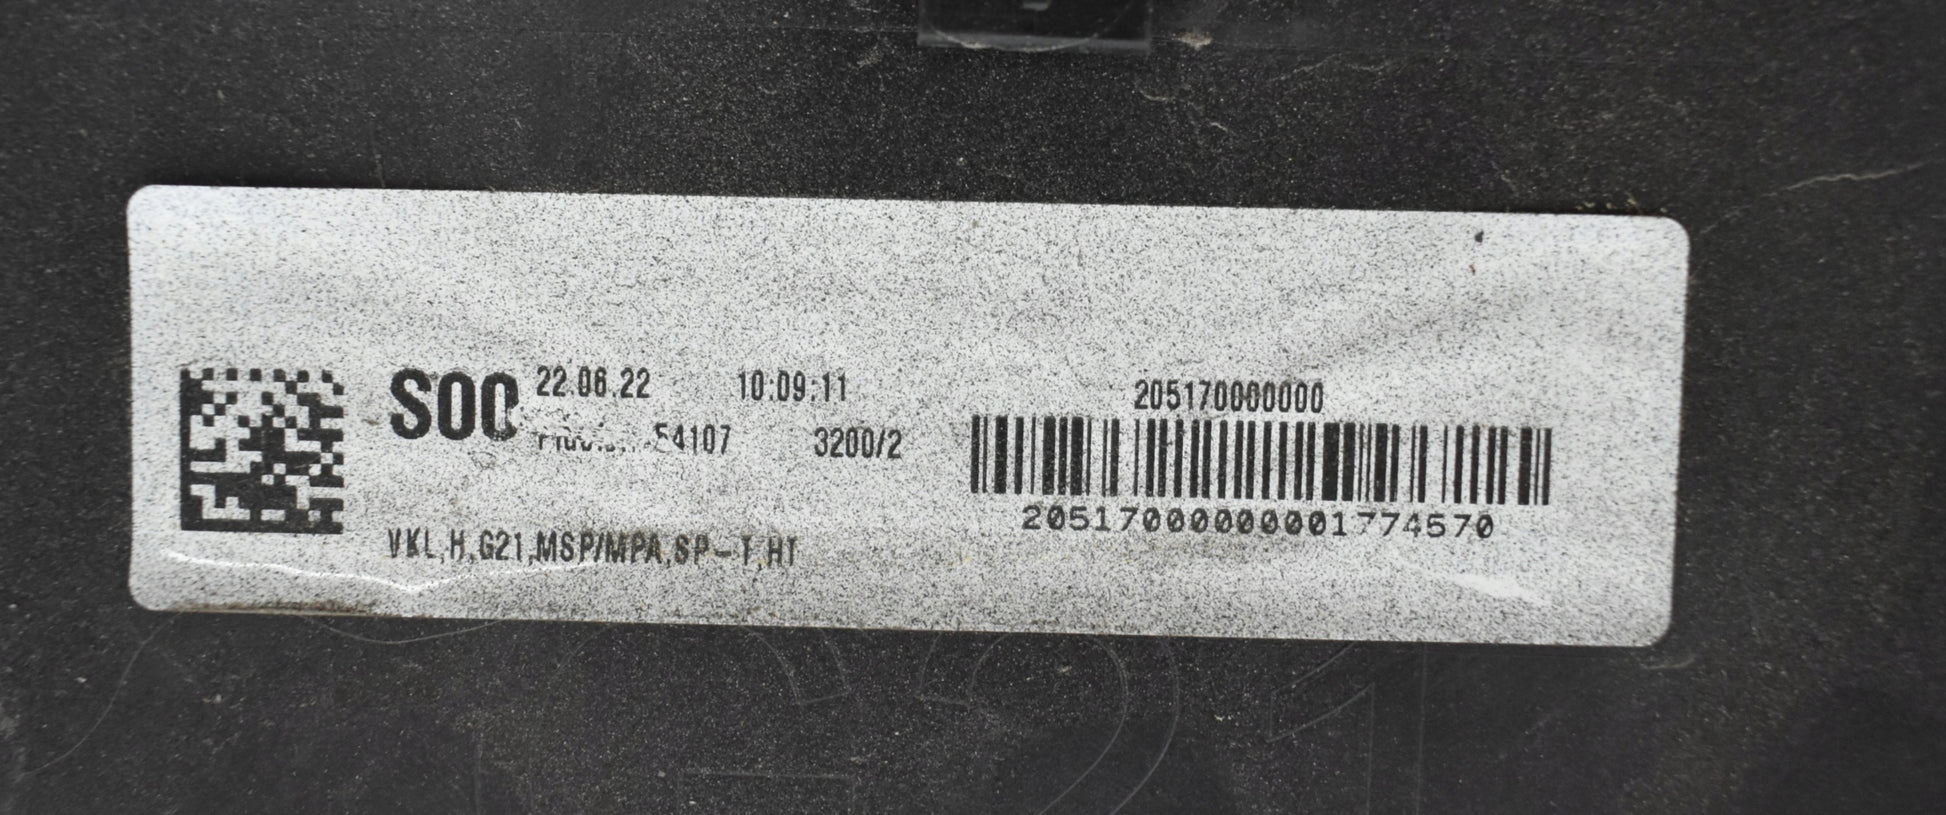 S00 22.06.22 10:09:11
54107 3200/2
VKL,H,G21,MSP/MPA,SP-T,HT
205170000000
20517000000001774570